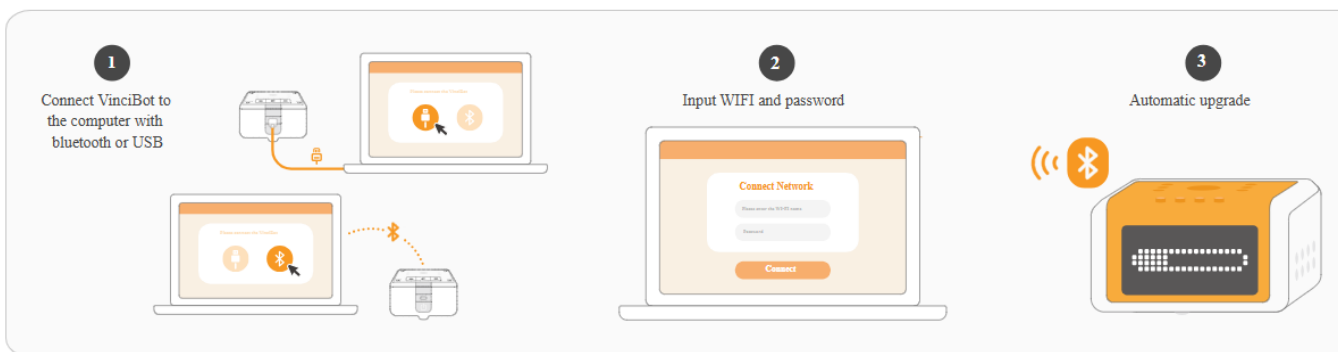 1
Connect VinciBot to
the computer with
bluetooth or USB
2
Input WIFI and password
Connect Network
Password
Connect
3
Automatic upgrade